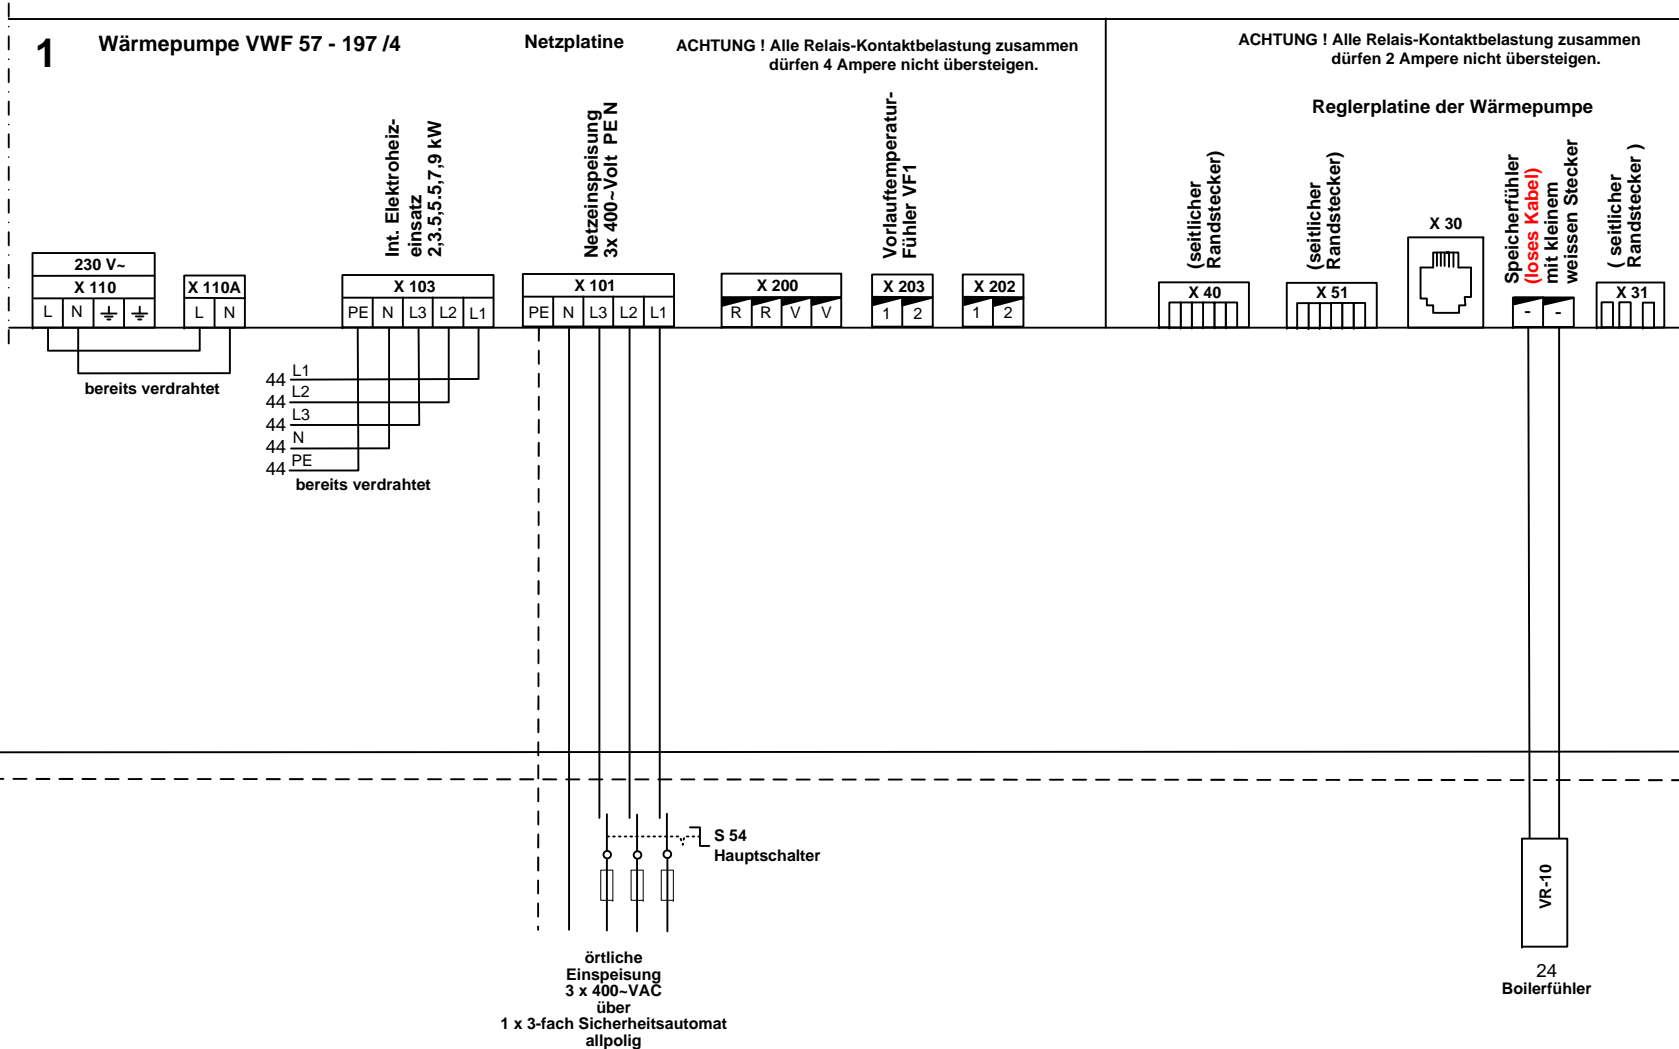 1
Wärmepumpe VWF 57 - 197 /4
Netzplatine
ACHTUNG ! Alle Relais-Kontaktbelastung zusammen
dürfen 4 Ampere nicht übersteigen.
ACHTUNG ! Alle Relais-Kontaktbelastung zusammen
dürfen 2 Ampere nicht übersteigen.
Reglerplatine der Wärmepumpe
Int. Elektroheiz-
einsatz
2,3.5,5.5,7,9 kW
Netzeinspeisung
3x 400~Volt PE N
Vorlauftemperatur-
Fühler VF1
(seitlicher
Randstecker)
(seitlicher
Randstecker)
Speicherfühler
(loses Kabel)
mit kleinem
weissen Stecker
( seitlicher
Randstecker )
230 V~
X 110
L N
X 110A
L N
X 103
PE N L3 L2 L1
X 101
PE N L3 L2 L1
X 200
R R V V
X 203
1 2
X 202
1 2
X 40
X 51
X 30
- -
X 31
bereits verdrahtet
44 L1
44 L2
44 L3
44 N
44 PE
bereits verdrahtet
S 54
Hauptschalter
örtliche
Einspeisung
3 x 400~VAC
über
1 x 3-fach Sicherheitsautomat
allpolig
VR-10
24
Boilerfühler